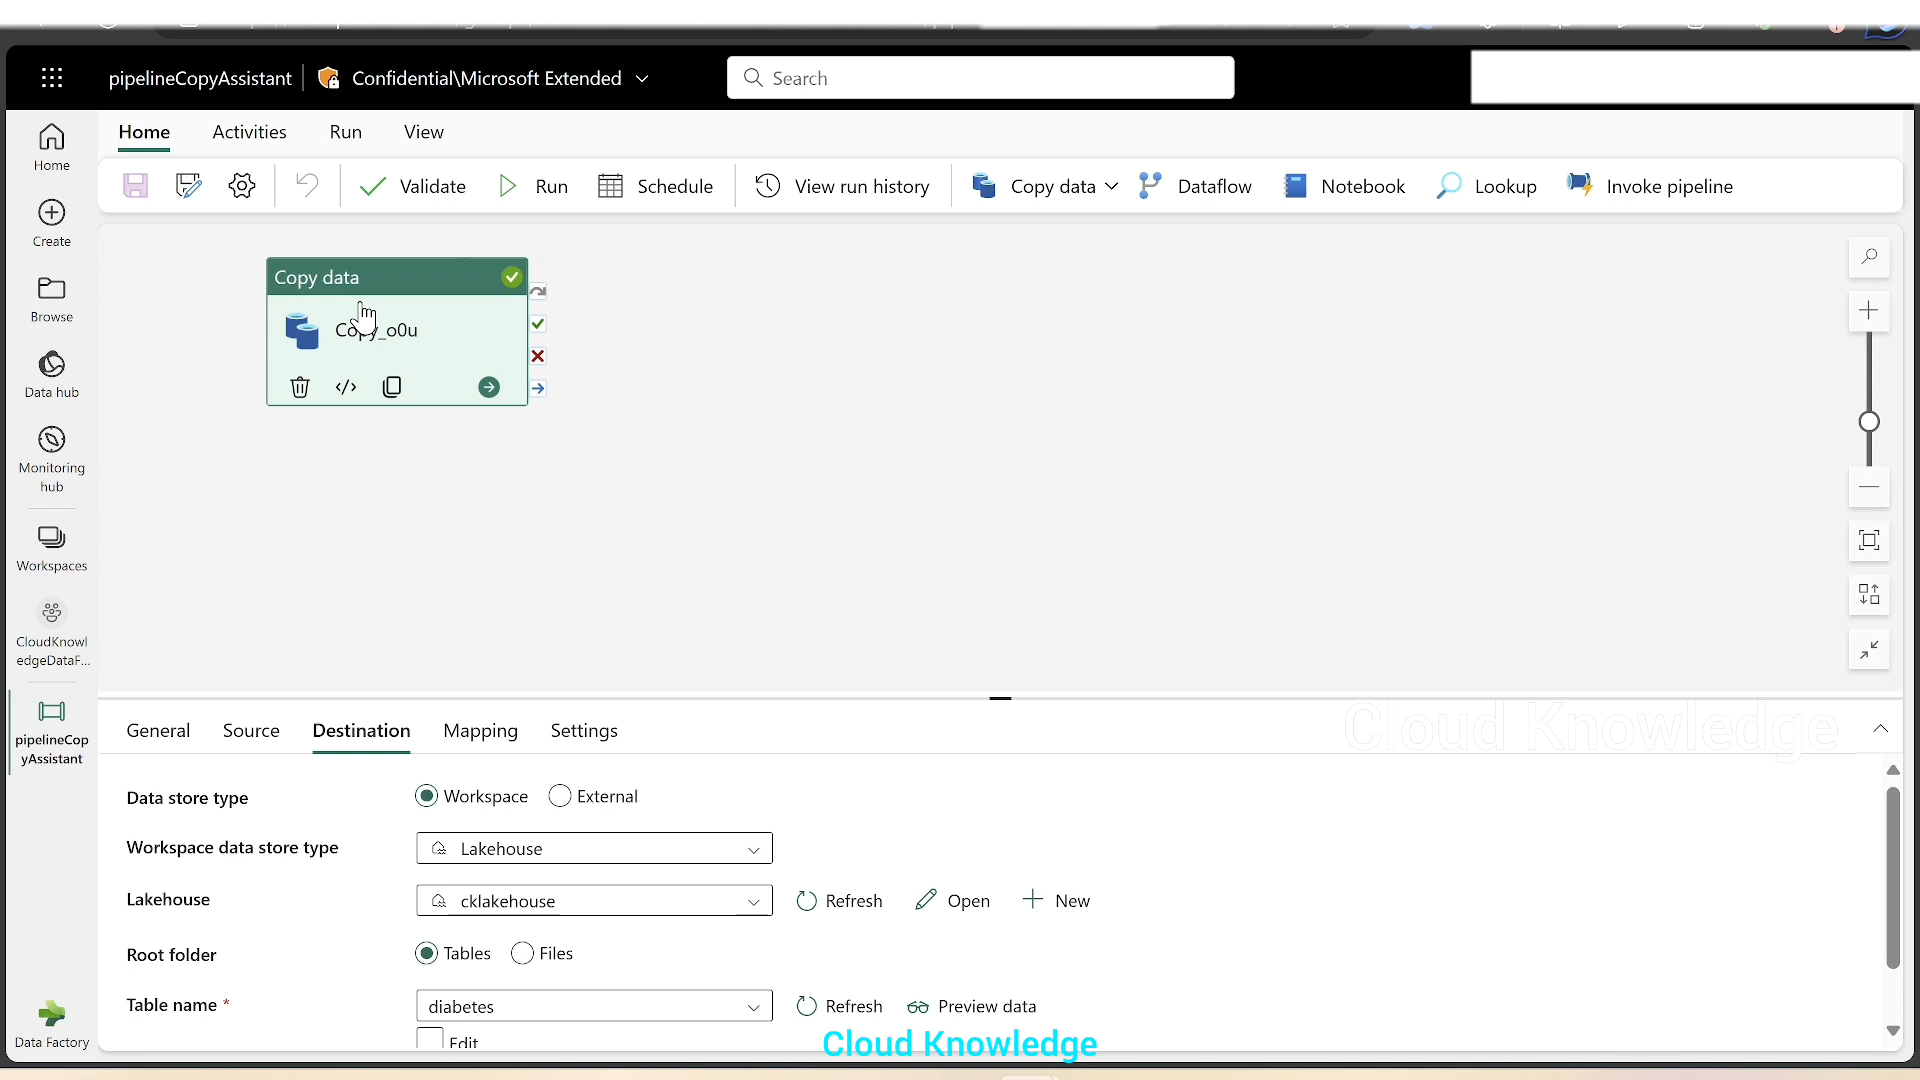 pipelineCopyAssistant
Confidential\Microsoft Extended
Search
Home
Activities
Run
View
Validate
Run
Schedule
View run history
Copy data
Dataflow
Notebook
Lookup
Invoke pipeline
Home
Create
Browse
Data hub
Monitoring
hub
Workspaces
CloudKnowl
edgeDataF...
pipelineCop
yAssistant
Data Factory
Copy data
Copy_o0u
General
Source
Destination
Mapping
Settings
Cloud Knowledge
Data store type
Workspace
External
Workspace data store type
Lakehouse
Lakehouse
cklakehouse
Refresh
Open
New
Root folder
Tables
Files
Table name *
diabetes
Refresh
Preview data
Edit
Cloud Knowledge